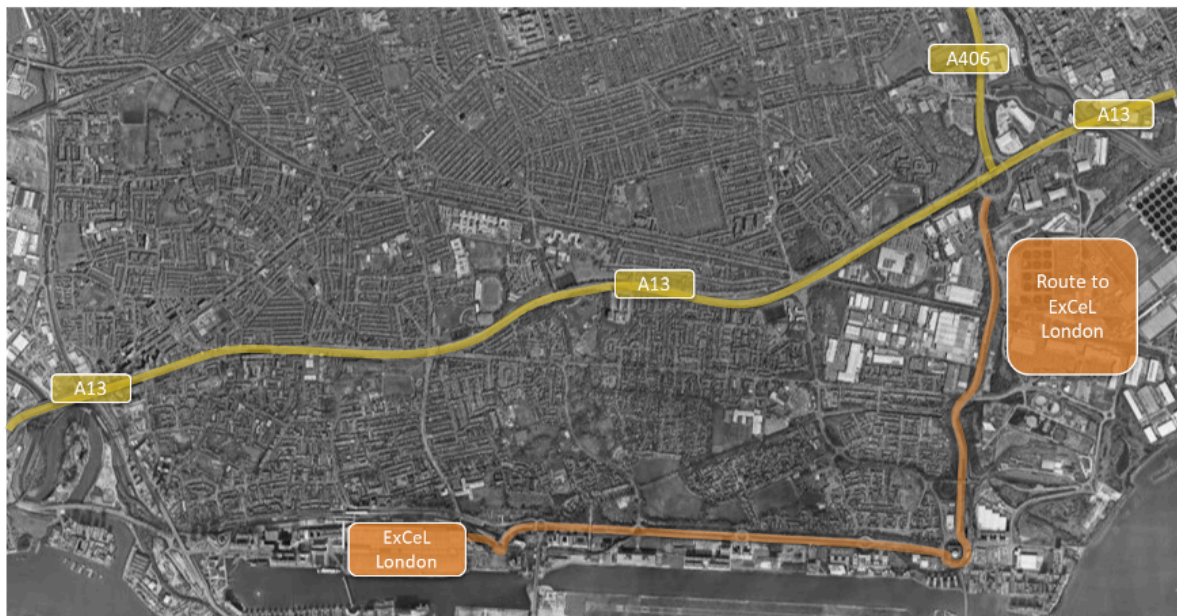 A406
A13
Route to
ExCeL
London
A13
A13
ExCeL
London